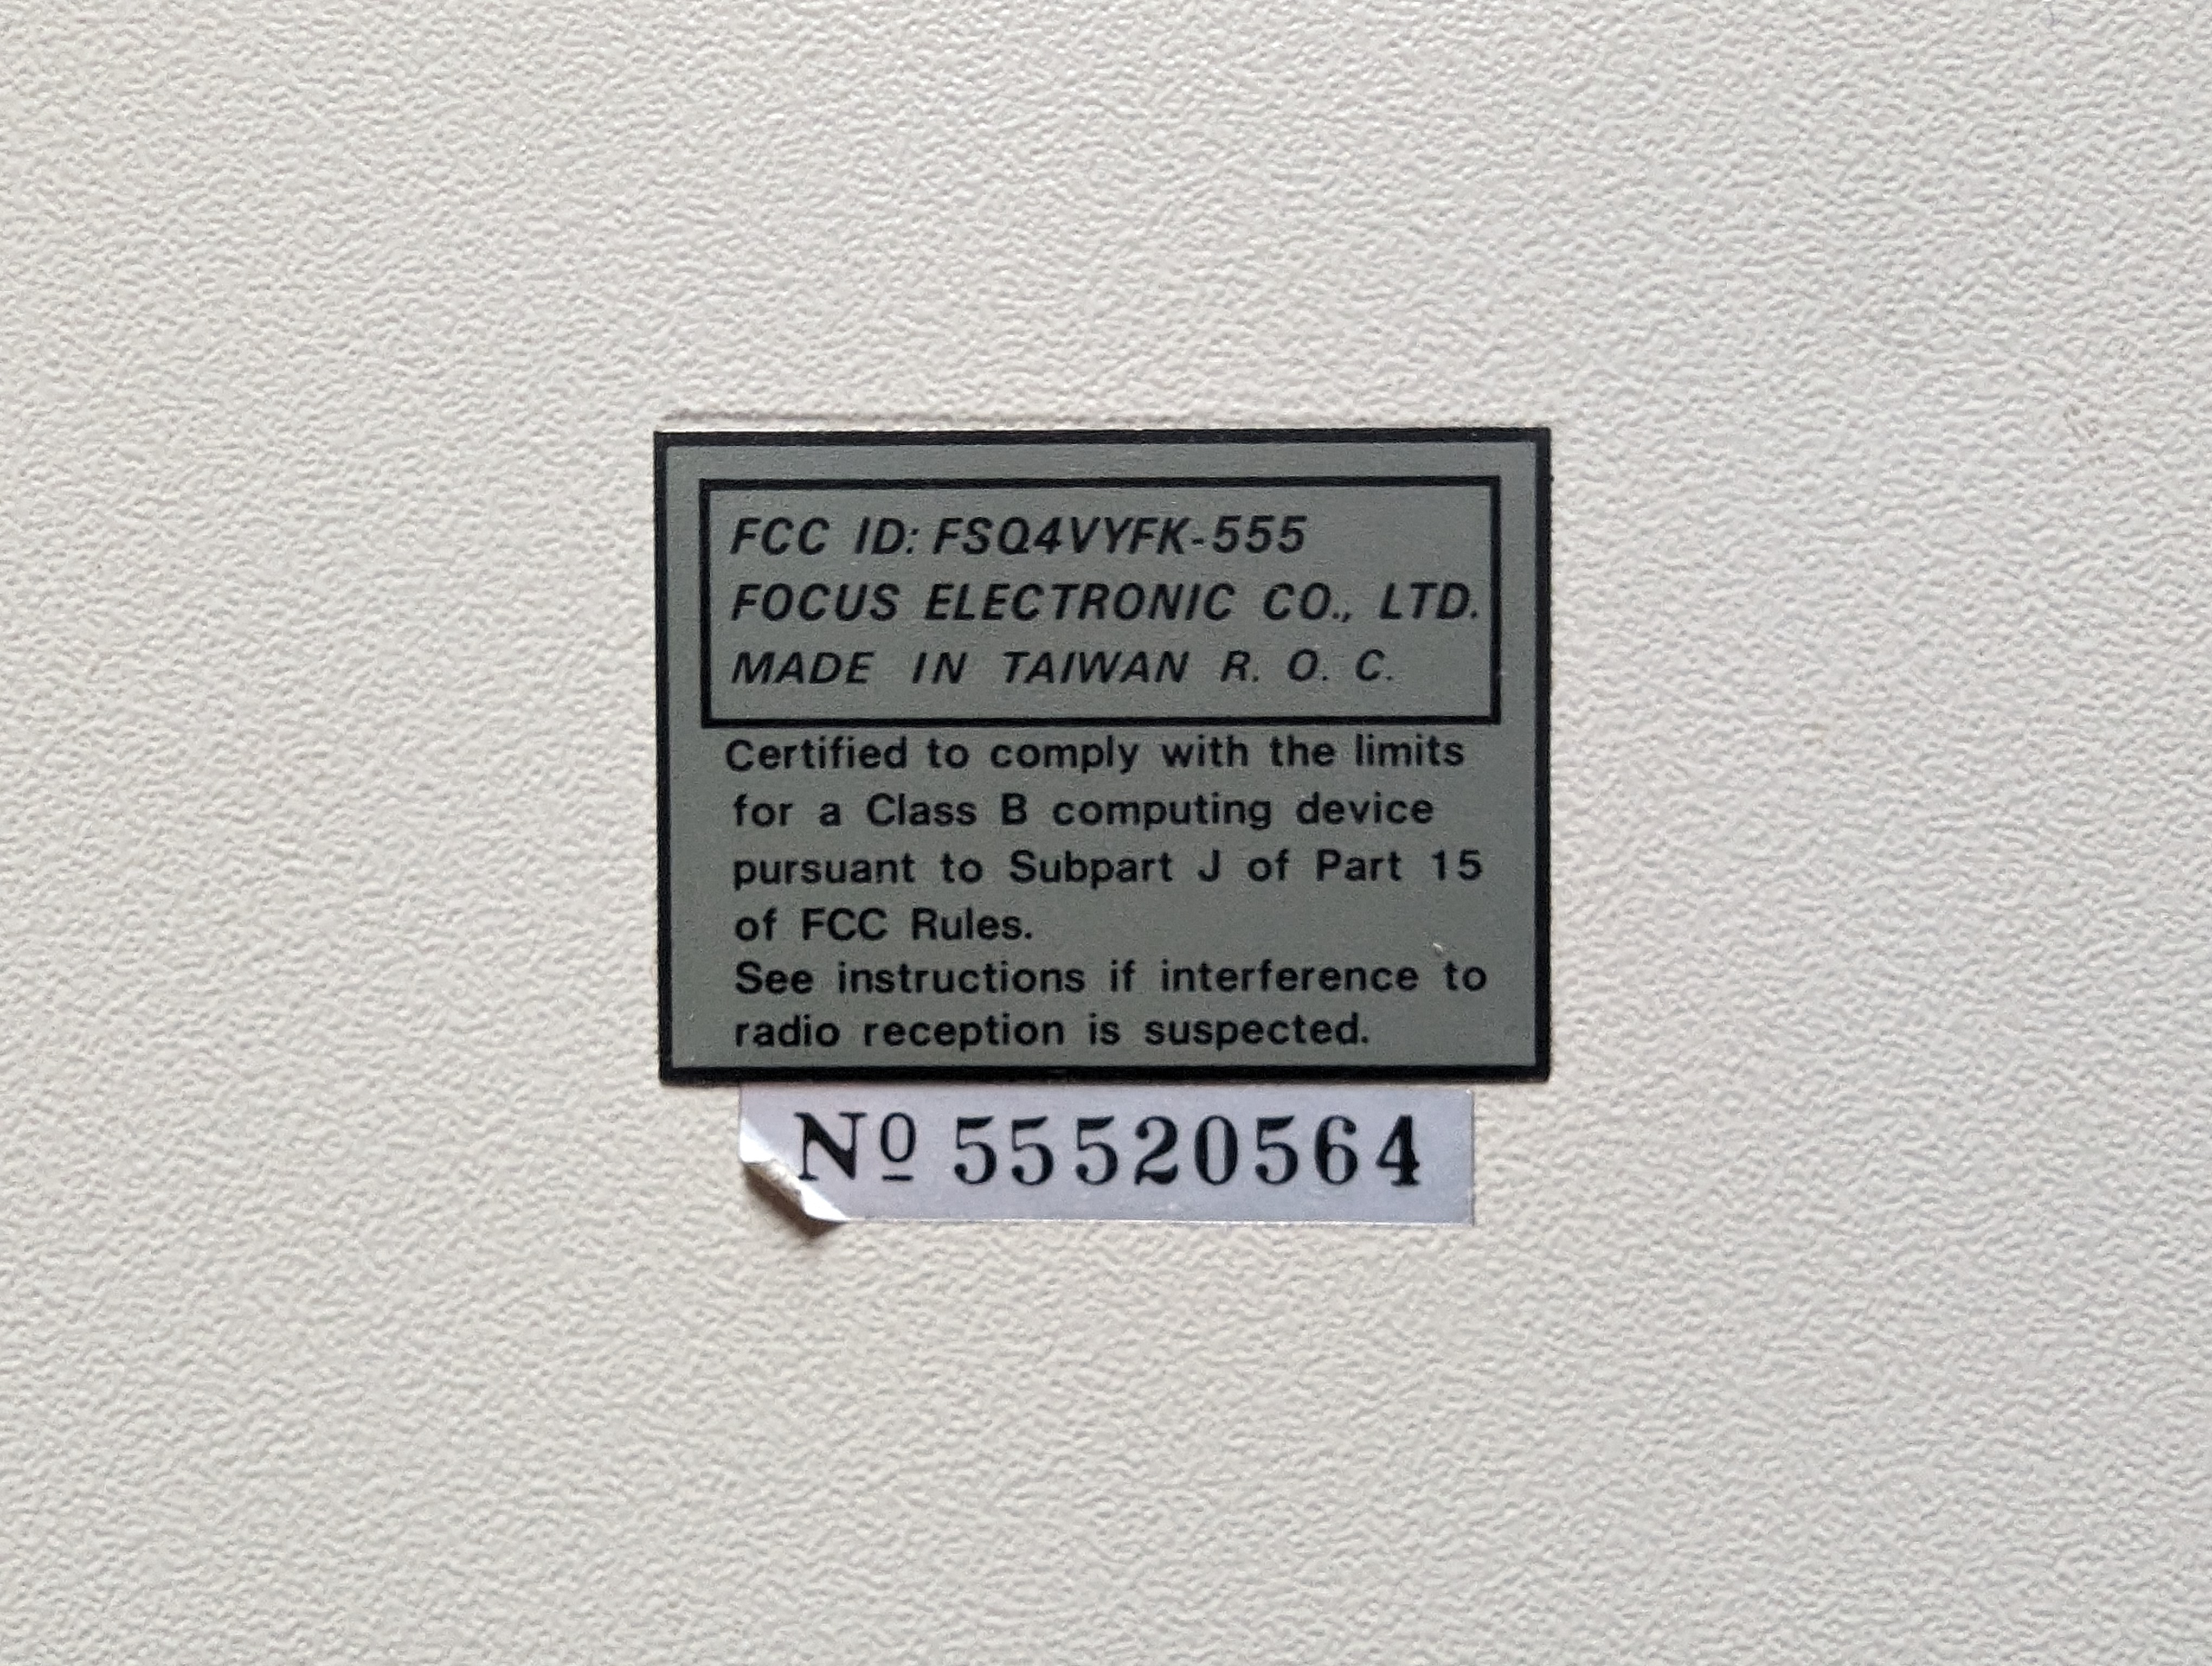 FCC ID: FSQ4VYFK-555
FOCUS ELECTRONIC CO., LTD.
MADE IN TAIWAN R. O. C.
Certified to comply with the limits
for a Class B computing device
pursuant to Subpart J of Part 15
of FCC Rules.
See instructions if interference to
radio reception is suspected.
Nº 55520564